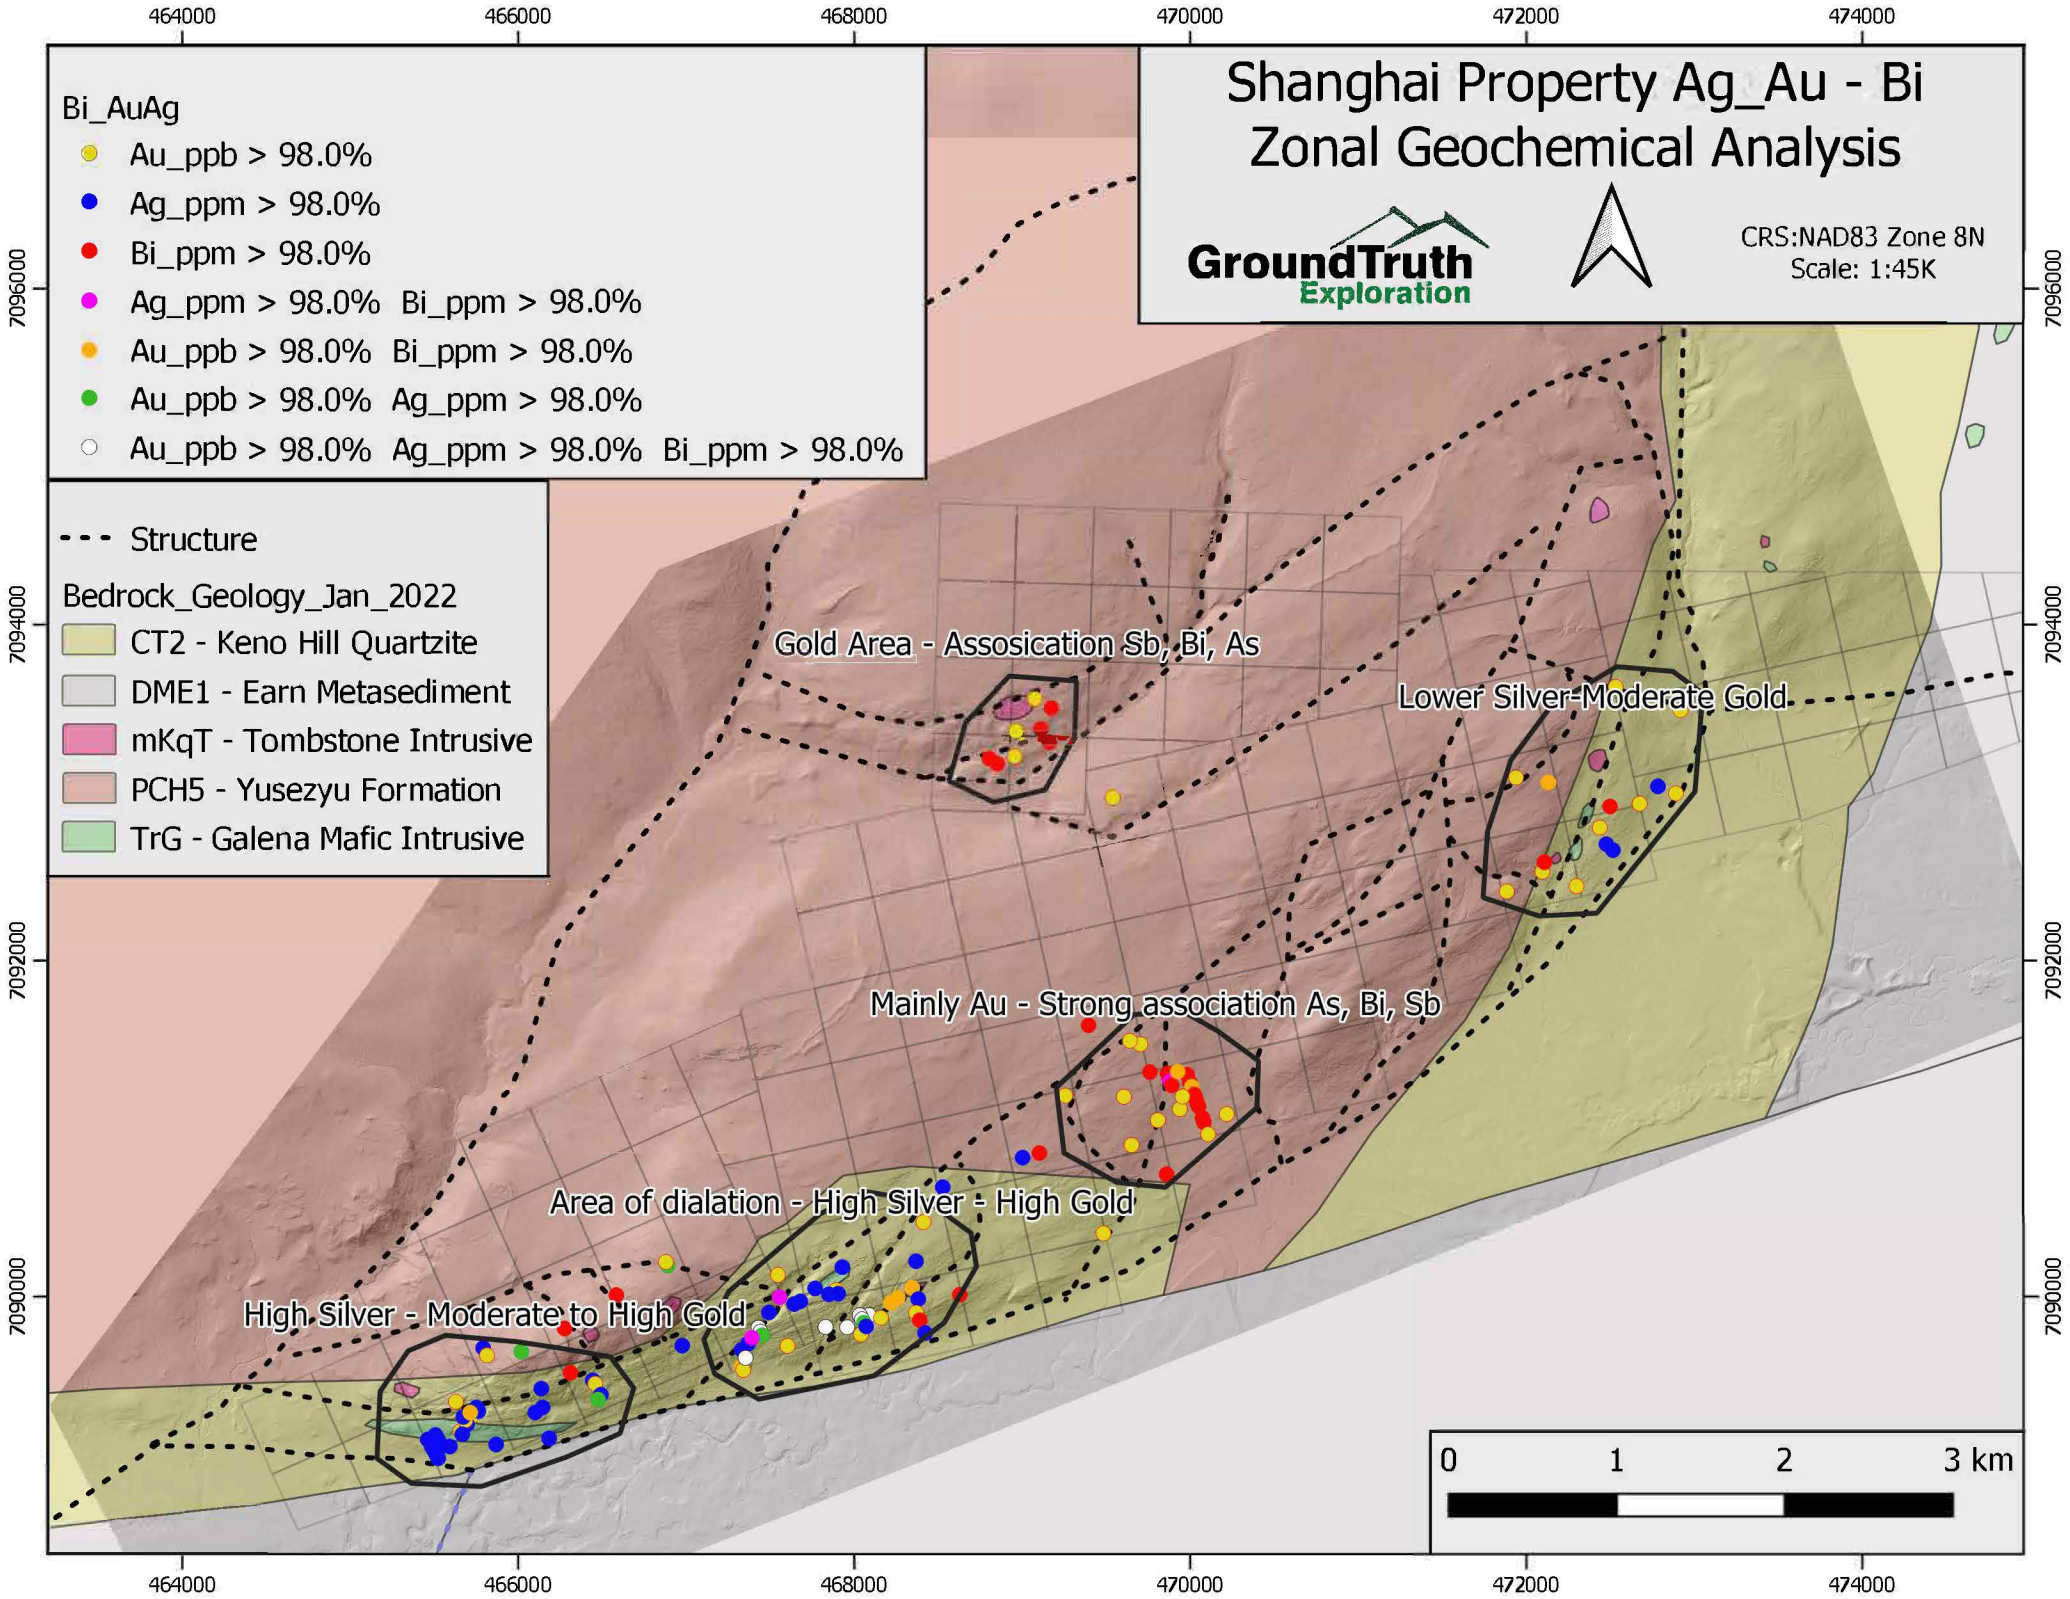 464000 466000 468000 470000 472000 474000
Shanghai Property Ag_Au - Bi
Zonal Geochemical Analysis
GroundTruth
Exploration
CRS:NAD83 Zone 8N
Scale: 1:45K
Bi_AuAg
Au_ppb > 98.0%
Ag_ppm > 98.0%
Bi_ppm > 98.0%
Ag_ppm > 98.0% Bi_ppm > 98.0%
Au_ppb > 98.0% Bi_ppm > 98.0%
Au_ppb > 98.0% Ag_ppm > 98.0%
Au_ppb > 98.0% Ag_ppm > 98.0% Bi_ppm > 98.0%
Structure
Bedrock_Geology_Jan_2022
CT2 - Keno Hill Quartzite
DME1 - Earn Metasediment
mKqT - Tombstone Intrusive
PCH5 - Yusezyu Formation
TrG - Galena Mafic Intrusive
7096000 7096000
7094000 7094000
7092000 7092000
7090000 7090000
Gold Area - Assosication Sb, Bi, As
Lower Silver-Moderate Gold
Mainly Au - Strong association As, Bi, Sb
Area of dialation - High Silver - High Gold
High Silver - Moderate to High Gold
0 1 2 3 km
464000 466000 468000 470000 472000 474000